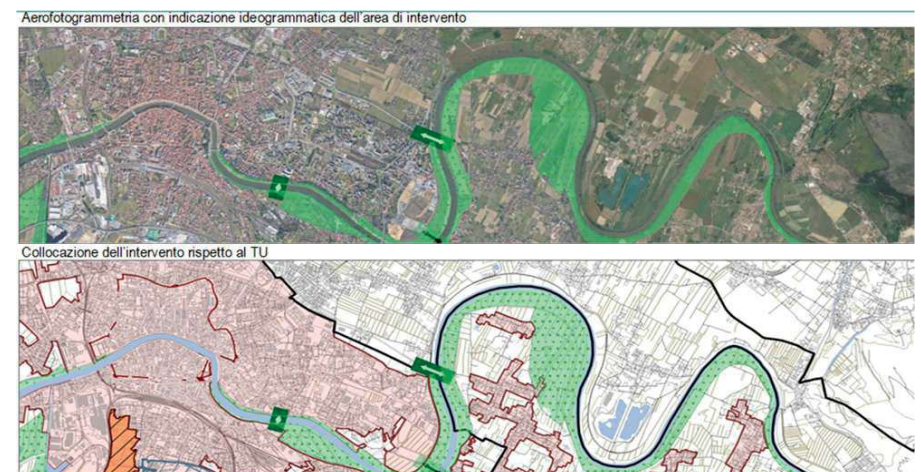 Aerofotogrammetria con indicazione ideogrammatica dell'area di intervento
Collocazione dell'intervento rispetto al TU